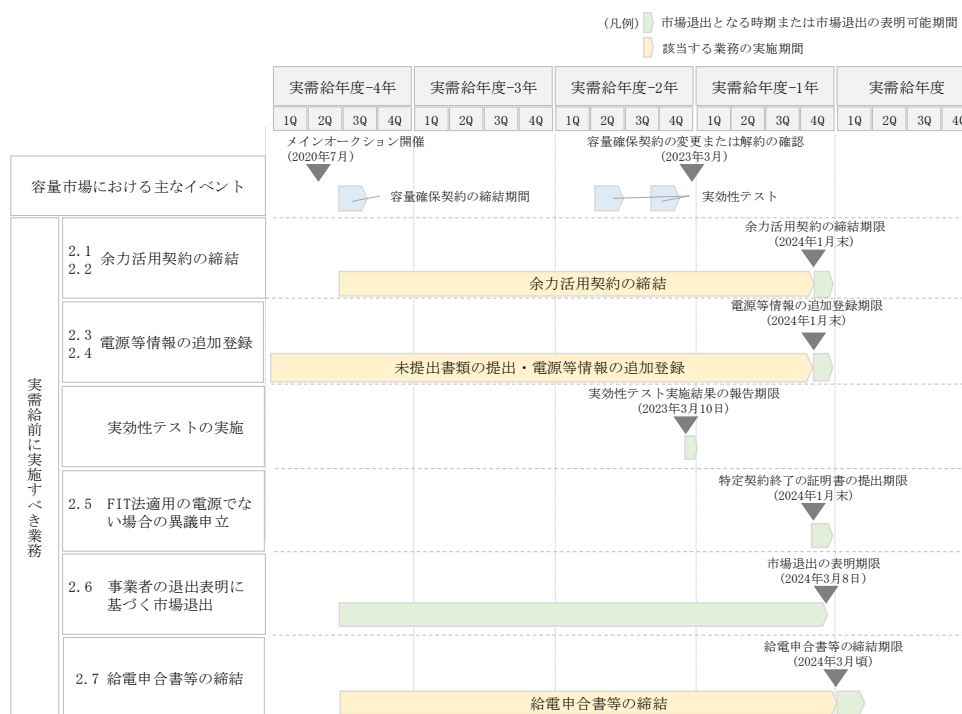 (凡例) 市場退出となる時期または市場退出の表明可能期間
該当する業務の実施期間
実需給年度-4年 実需給年度-3年 実需給年度-2年 実需給年度-1年 実需給年度
1Q 2Q 3Q 4Q 1Q 2Q 3Q 4Q 1Q 2Q 3Q 4Q 1Q 2Q 3Q 4Q 1Q 2Q 3Q 4Q
容量市場における主なイベント
メインオークション開催
(2020年7月)
容量確保契約の締結期間
容量確保契約の変更または解約の確認
(2023年3月)
実効性テスト
実需給前に実施すべき業務
2.1
2.2
余力活用契約の締結
余力活用契約の締結期限
(2024年1月末)
余力活用契約の締結
2.3
2.4
電源等情報の追加登録
電源等情報の追加登録期限
(2024年1月末)
未提出書類の提出・電源等情報の追加登録
実効性テストの実施
実効性テスト実施結果の報告期限
(2023年3月10日)
2.5 FIT法適用の電源でな
い場合の異議申立
特定契約終了の証明書の提出期限
(2024年1月末)
2.6 事業者の退出表明に
基づく市場退出
市場退出の表明期限
(2024年3月8日)
2.7 給電申合書等の締結
給電申合書等の締結期限
(2024年3月頃)
給電申合書等の締結